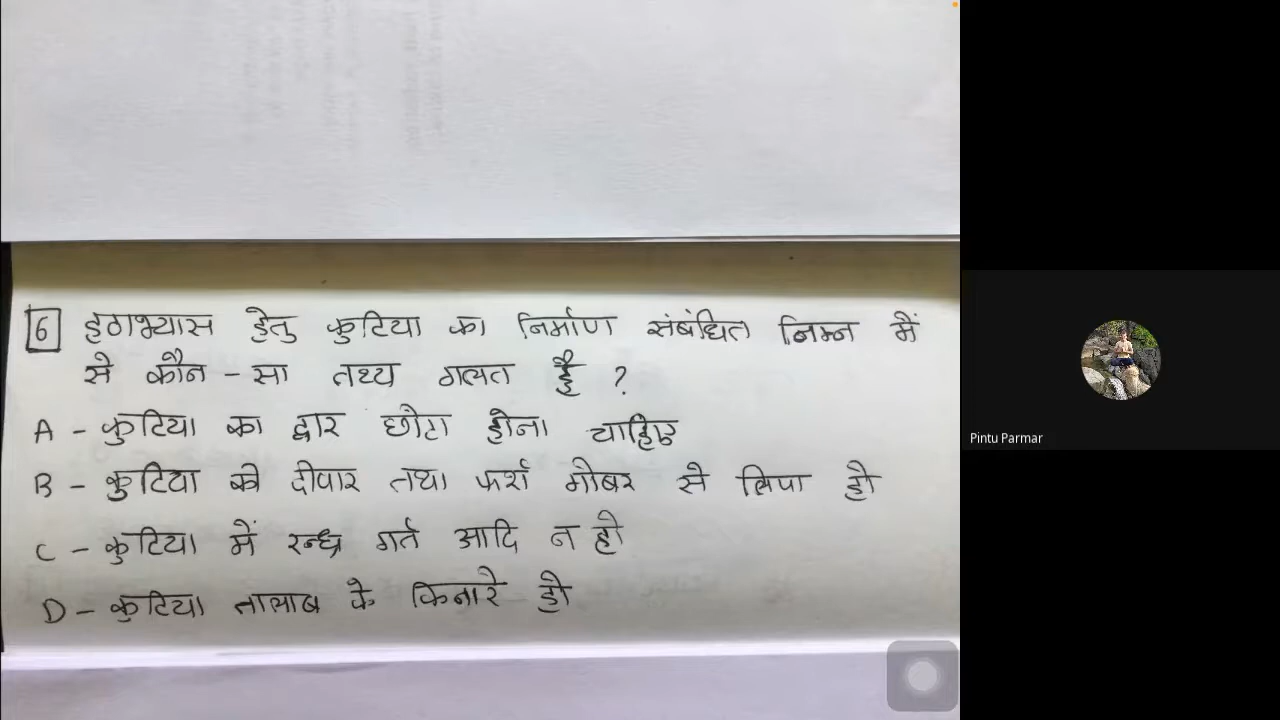 6 हठाभ्यास हेतु कुटिया का निर्माण संबंधित निम्न में
से कौन - सा तथ्य गलत है ?
A - कुटिया का द्वार छोटा होना चाहिए
B - कुटिया की दीवार तथा फर्श गोबर से लिपा हो
C - कुटिया में रन्ध्र गर्त आदि न हो
D - कुटिया तालाब के किनारे हो
Pintu Parmar